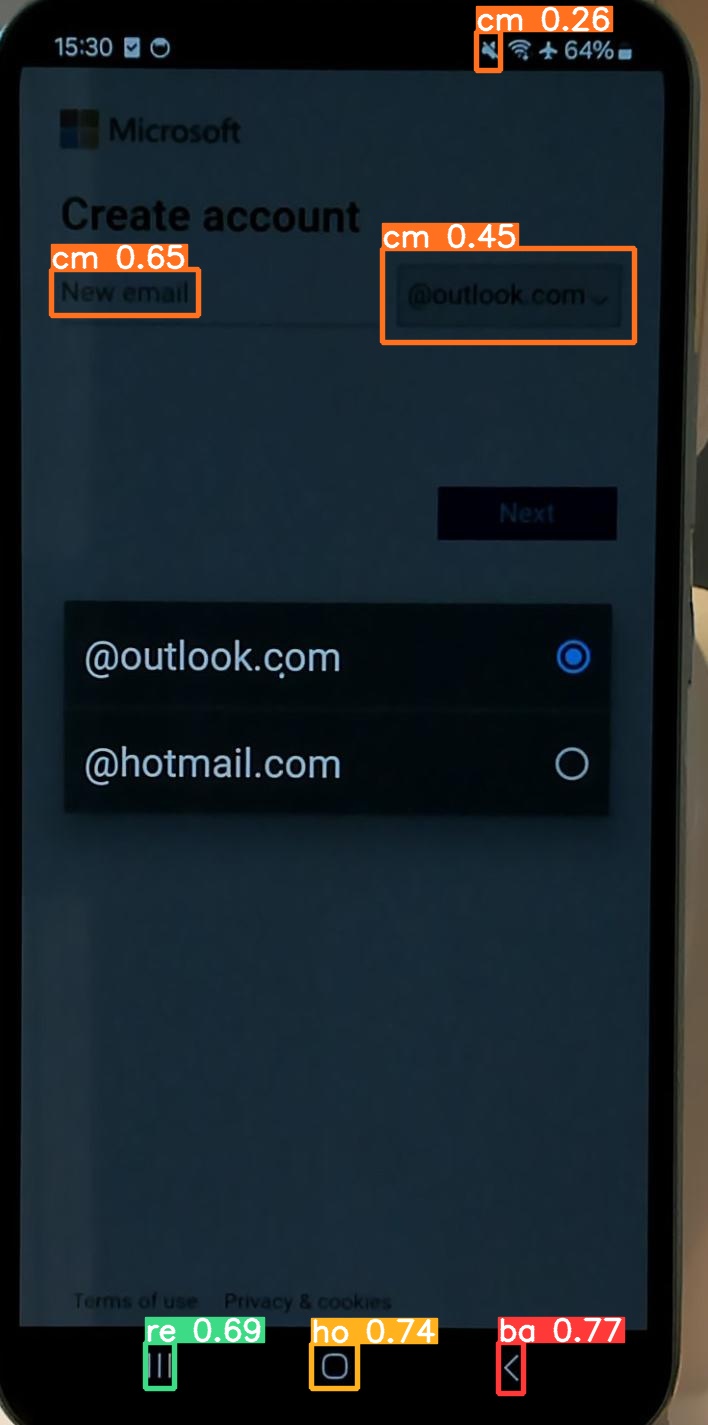 cm 0.26
15:30
64%
Microsoft
Create account
cm 0.65
cm 0.45
New email
@outlook.com
Next
@outlook.com
@hotmail.com
Terms of use Privacy & cookies
re 0.69
ho 0.74
ba 0.77